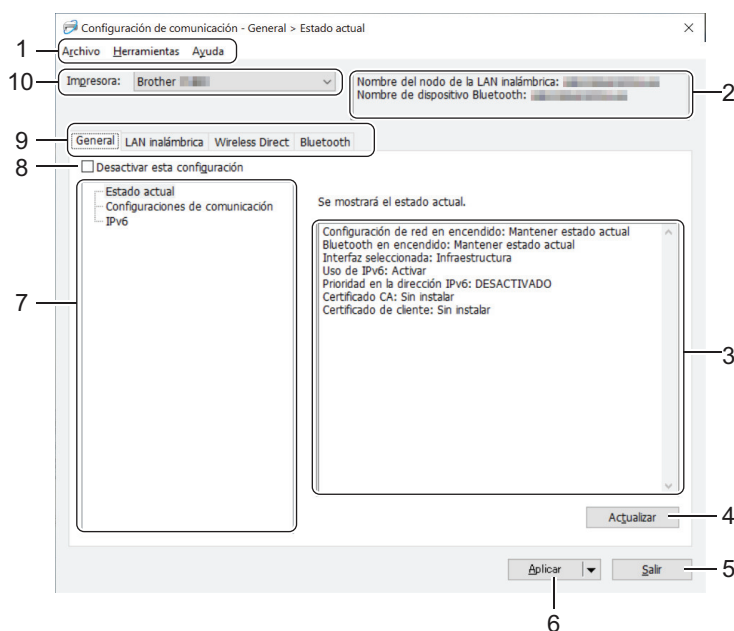 Configuración de comunicación - General > Estado actual
1
Archivo Herramientas Ayuda
10
Impresora: Brother
Nombre del nodo de la LAN inalámbrica:
Nombre de dispositivo Bluetooth:
2
9
General LAN inalámbrica Wireless Direct Bluetooth
8
Desactivar esta configuración
Estado actual
Configuraciones de comunicación
IPv6
7
Se mostrará el estado actual.
Configuración de red en encendido: Mantener estado actual
Bluetooth en encendido: Mantener estado actual
Interfaz seleccionada: Infraestructura
Uso de IPv6: Activar
Prioridad en la dirección IPv6: DESACTIVADO
Certificado CA: Sin instalar
Certificado de cliente: Sin instalar
3
Actualizar
4
Aplicar
Salir
5
6